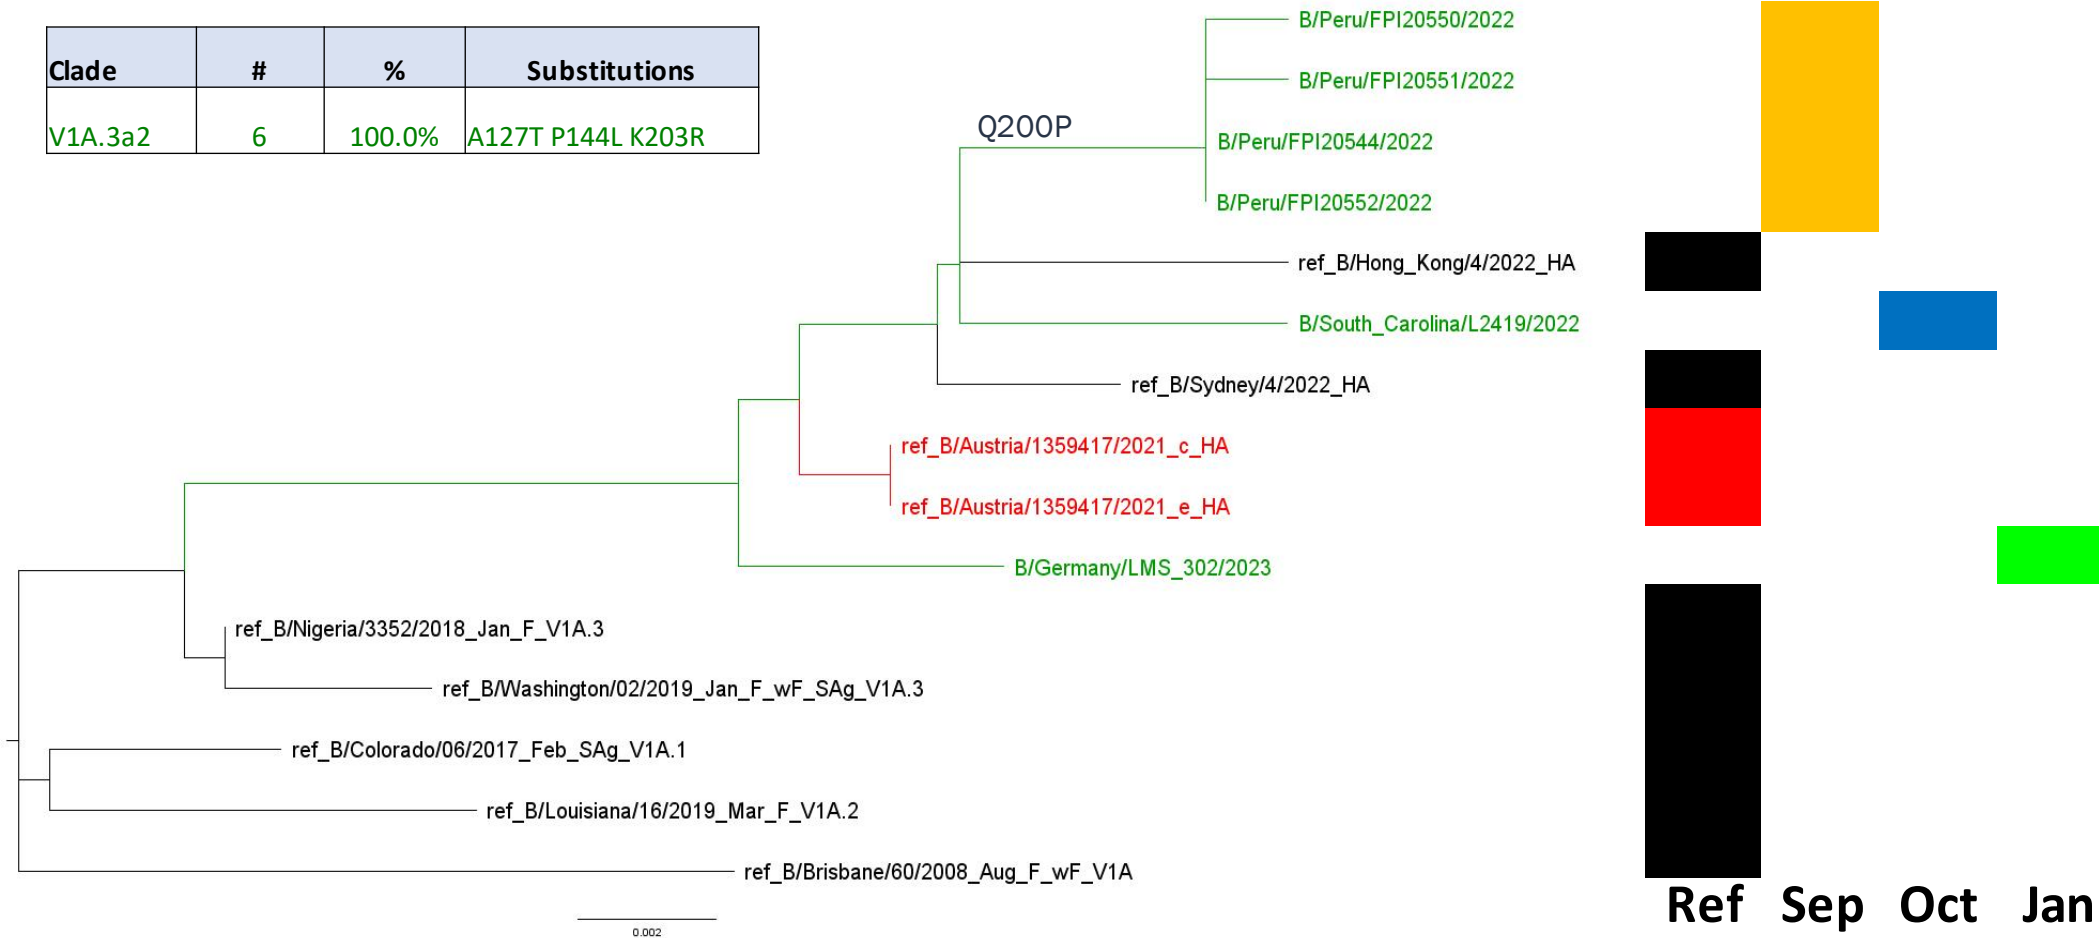 Clade # % Substitutions
V1A.3a2 6 100.0% A127T P144L K203R
B/Peru/FPI20550/2022
B/Peru/FPI20551/2022
Q200P
B/Peru/FPI20544/2022
B/Peru/FPI20552/2022
ref_B/Hong_Kong/4/2022_HA
B/South_Carolina/L2419/2022
ref_B/Sydney/4/2022_HA
ref_B/Austria/1359417/2021_c_HA
ref_B/Austria/1359417/2021_e_HA
B/Germany/LMS_302/2023
ref_B/Nigeria/3352/2018_Jan_F_V1A.3
ref_B/Washington/02/2019_Jan_F_wF_SAg_V1A.3
ref_B/Colorado/06/2017_Feb_SAg_V1A.1
ref_B/Louisiana/16/2019_Mar_F_V1A.2
ref_B/Brisbane/60/2008_Aug_F_wF_V1A
Ref Sep Oct Jan
0.002